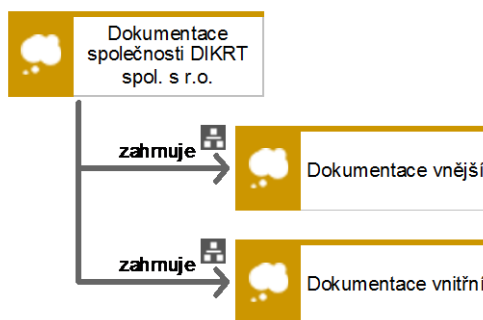 Dokumentace
společnosti DIKRT
spol. s r.o.
zahrnuje
Dokumentace vnější
zahrnuje
Dokumentace vnitřní